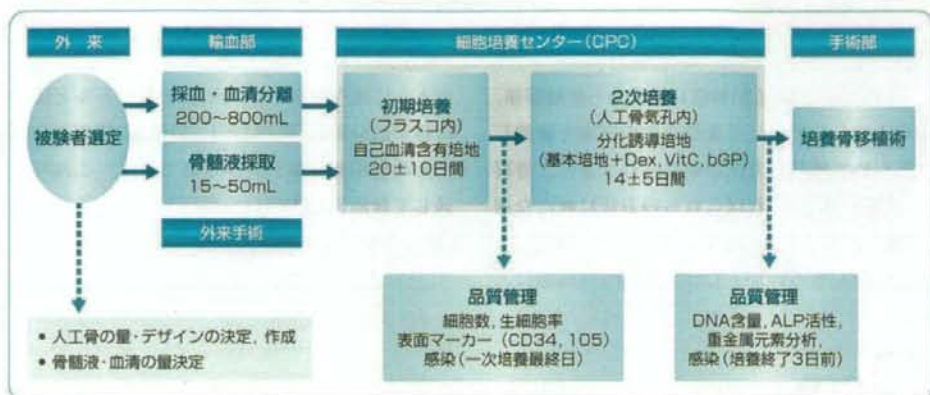 外来
輸血部
細胞培養センター(CPC)
手術部
被験者選定
採血・血清分離
200～800mL
骨髄液採取
15～50mL
外来手術
初期培養
(フラスコ内)
自己血清含有培地
20±10日間
2次培養
(人工骨気孔内)
分化誘導培地
(基本培地+Dex,VitC,bGP)
14±5日間
培養骨移植術
• 人工骨の量・デザインの決定,作成
• 骨髄液・血清の量決定
品質管理
細胞数,生細胞率
表面マーカー(CD34,105)
感染(一次培養最終日)
品質管理
DNA含量,ALP活性,
重金属元素分析,
感染(培養終了3日前)